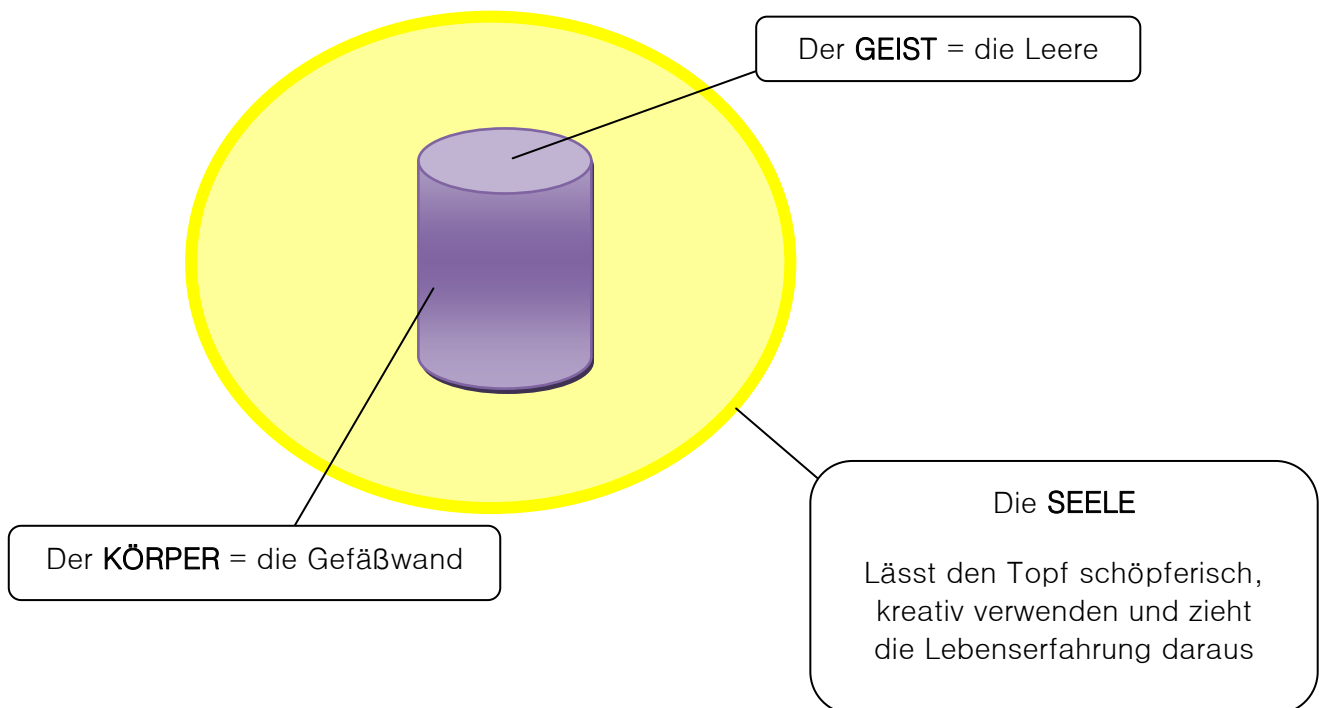 Der GEIST = die Leere
Der KÖRPER = die Gefäßwand
Die SEELE
Lässt den Topf schöpferisch,
kreativ verwenden und zieht
die Lebenserfahrung daraus